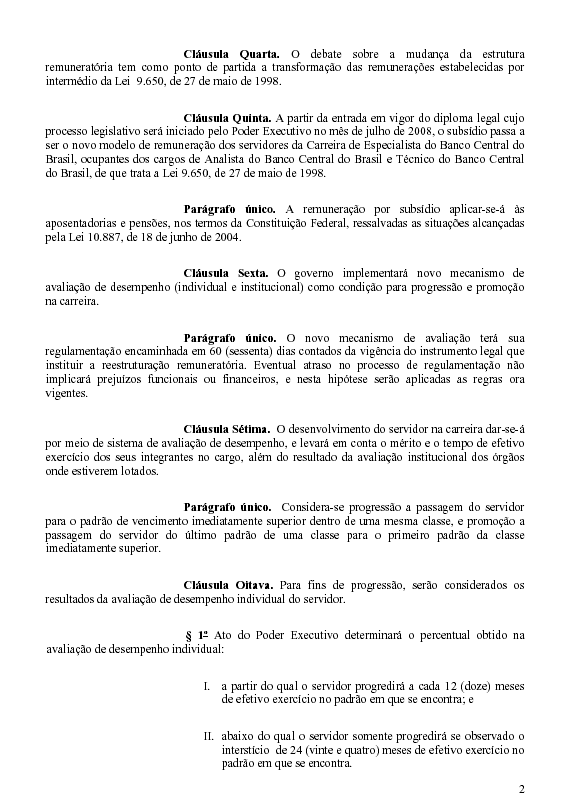 Cláusula Quarta. O debate sobre a mudança da estrutura
remuneratória tem como ponto de partida a transformação das remunerações estabelecidas por
intermédio da Lei 9.650, de 27 de maio de 1998.
Cláusula Quinta. A partir da entrada em vigor do diploma legal cujo
processo legislativo será iniciado pelo Poder Executivo no mês de julho de 2008, o subsídio passa a
ser o novo modelo de remuneração dos servidores da Carreira de Especialista do Banco Central do
Brasil, ocupantes dos cargos de Analista do Banco Central do Brasil e Técnico do Banco Central
do Brasil, de que trata a Lei 9.650, de 27 de maio de 1998.
Parágrafo único. A remuneração por subsídio aplicar-se-á às
aposentadorias e pensões, nos termos da Constituição Federal, ressalvadas as situações alcançadas
pela Lei 10.887, de 18 de junho de 2004.
Cláusula Sexta. O governo implementará novo mecanismo de
avaliação de desempenho (individual e institucional) como condição para progressão e promoção
na carreira.
Parágrafo único. O novo mecanismo de avaliação terá sua
regulamentação encaminhada em 60 (sessenta) dias contados da vigência do instrumento legal que
instituir a reestruturação remuneratória. Eventual atraso no processo de regulamentação não
implicará prejuízos funcionais ou financeiros, e nesta hipótese serão aplicadas as regras ora
vigentes.
Cláusula Sétima. O desenvolvimento do servidor na carreira dar-se-á
por meio de sistema de avaliação de desempenho, e levará em conta o mérito e o tempo de efetivo
exercício dos seus integrantes no cargo, além do resultado da avaliação institucional dos órgãos
onde estiverem lotados.
Parágrafo único. Considera-se progressão a passagem do servidor
para o padrão de vencimento imediatamente superior dentro de uma mesma classe, e promoção a
passagem do servidor do último padrão de uma classe para o primeiro padrão da classe
imediatamente superior.
Cláusula Oitava. Para fins de progressão, serão considerados os
resultados da avaliação de desempenho individual do servidor.
§ 1º Ato do Poder Executivo determinará o percentual obtido na
avaliação de desempenho individual:
I. a partir do qual o servidor progredirá a cada 12 (doze) meses
de efetivo exercício no padrão em que se encontra; e
II. abaixo do qual o servidor somente progredirá se observado o
interstício de 24 (vinte e quatro) meses de efetivo exercício no
padrão em que se encontra.
2